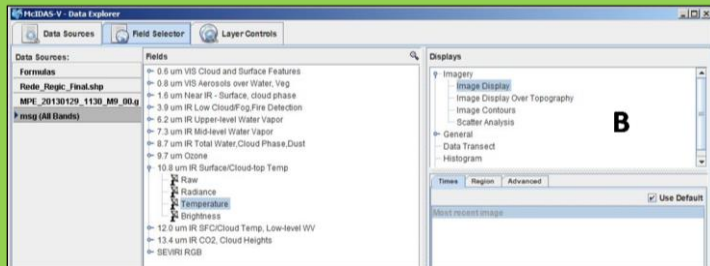 McIDAS-V - Data Explorer
Data Sources
Field Selector
Layer Controls
Data Sources:
Formulas
Rede_Regic_Final.shp
MPE_20130129_1130_M9_00.g
msg (All Bands)
Fields
0.6 um VIS Cloud and Surface Features
0.8 um VIS Aerosols over Water, Veg
1.6 um Near IR - Surface, cloud phase
3.9 um IR Low Cloud/Fog,Fire Detection
6.2 um IR Upper-level Water Vapor
7.3 um IR Mid-level Water Vapor
8.7 um IR Total Water,Cloud Phase,Dust
9.7 um Ozone
10.8 um IR Surface/Cloud-top Temp
Raw
Radiance
Temperature
Brightness
12.0 um IR SFC/Cloud Temp, Low-level WV
13.4 um IR CO2, Cloud Heights
SEVIRI RGB
Displays
Imagery
Image Display
Image Display Over Topography
Image Contours
Scatter Analysis
General
Data Transect
Histogram
B
Times
Region
Advanced
Use Default
Most recent image